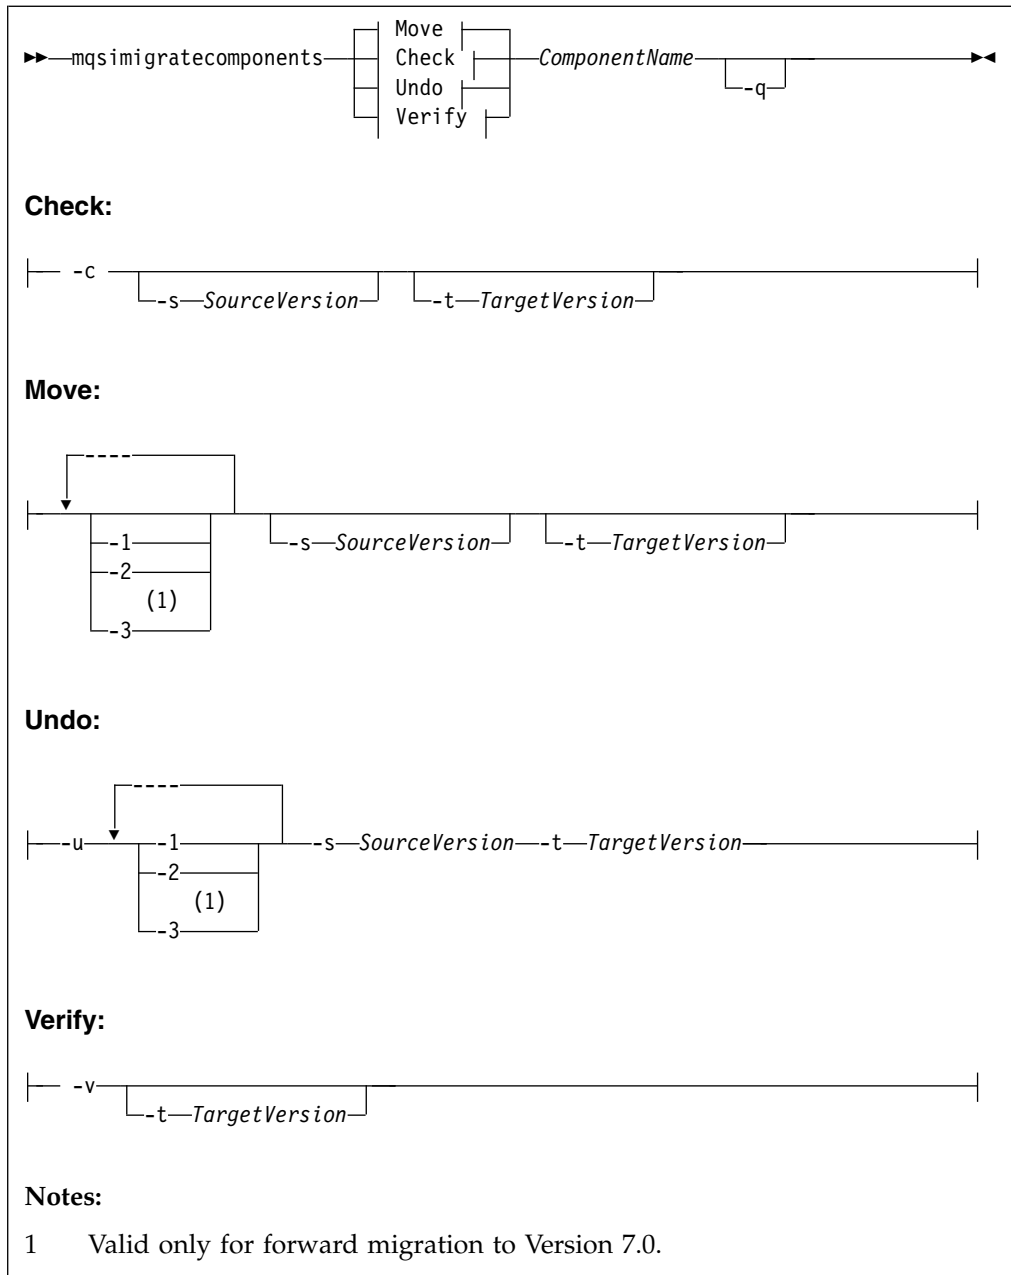 Move
mqsimigratecomponents Check ComponentName
Undo -q
Verify
Check:
-c
-s SourceVersion -t TargetVersion
Move:
----
-1 -s SourceVersion -t TargetVersion
-2
(1)
-3
Undo:
----
-u -1 -s SourceVersion -t TargetVersion
-2
(1)
-3
Verify:
-v
-t TargetVersion
Notes:
1 Valid only for forward migration to Version 7.0.